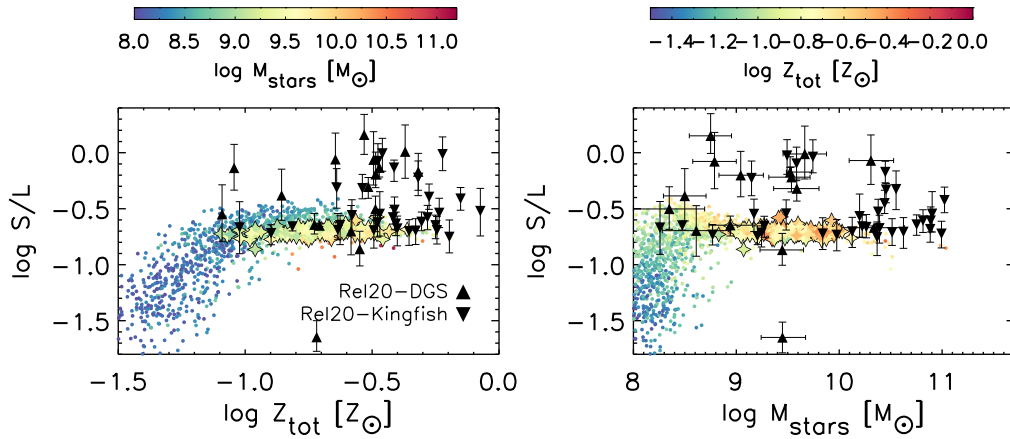 8.0 8.5 9.0 9.5 10.0 10.5 11.0
log M_stars [M_⊙]
−1.4−1.2−1.0−0.8−0.6−0.4−0.2 0.0
log Z_tot [Z_⊙]
log S/L
0.0
−0.5
−1.0
−1.5
Rel20−DGS
Rel20−Kingfish
−1.5 −1.0 −0.5 0.0
log Z_tot [Z_⊙]
log S/L
0.0
−0.5
−1.0
−1.5
8 9 10 11
log M_stars [M_⊙]